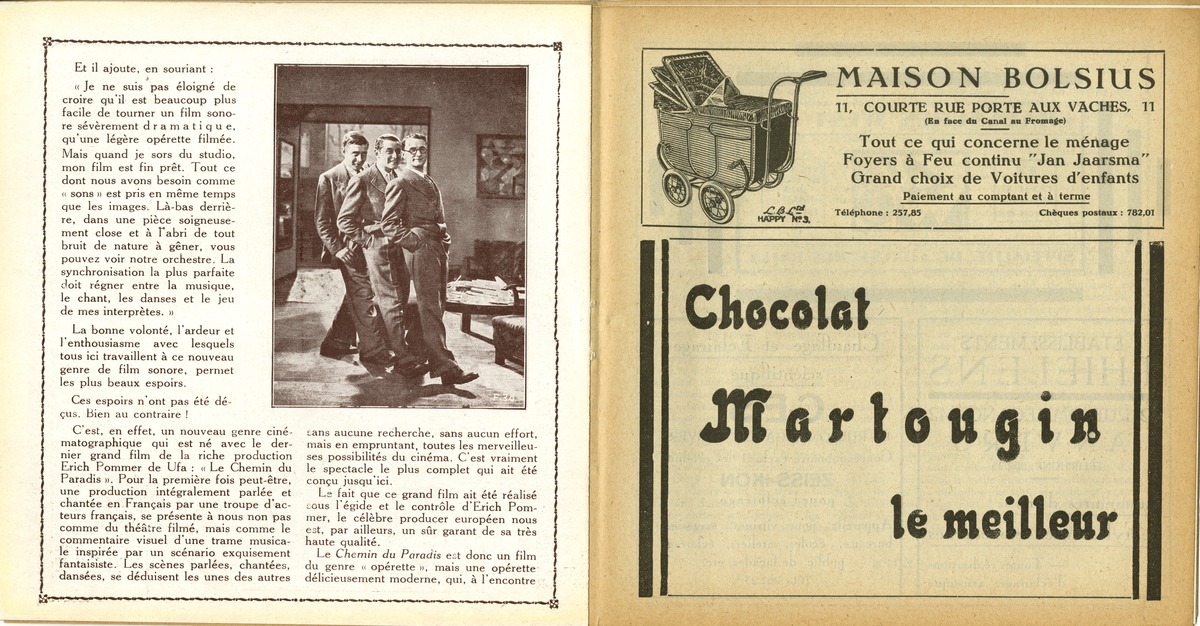 Et il ajoute, en souriant :
« Je ne suis pas éloigné de
croire qu'il est beaucoup plus
facile de tourner un film sono-
re sévèrement dramatique,
qu'une légère opérette filmée.
Mais quand je sors du studio,
mon film est fin prêt. Tout ce
dont nous avons besoin comme
« sons » est pris en même temps
que les images. Là-bas derriè-
re, dans une pièce soigneuse-
ment close et à l'abri de tout
bruit de nature à gêner, vous
pouvez voir notre orchestre. La
synchronisation la plus parfaite
doit régner entre la musique,
le chant, les danses et le jeu
de mes interprètes. »
La bonne volonté, l'ardeur et
l'enthousiasme avec lesquels
tous ici travaillent à ce nouveau
genre de film sonore, permet
les plus beaux espoirs.
Ces espoirs n'ont pas été dé-
çus. Bien au contraire !
C'est, en effet, un nouveau genre ciné-
matographique qui est né avec le der-
nier grand film de la riche production
Erich Pommer de Ufa : « Le Chemin du
Paradis ». Pour la première fois peut-être,
une production intégralement parlée et
chantée en Français par une troupe d'ac-
teurs français, se présente à nous non pas
comme du théâtre filmé, mais comme le
commentaire visuel d'une trame musica-
le inspirée par un scénario exquisement
fantaisiste. Les scènes parlées, chantées,
dansées, se déduisent les unes des autres
sans aucune recherche, sans aucun effort,
mais en empruntant, toutes les merveilleu-
ses possibilités du cinéma. C'est vraiment
le spectacle le plus complet qui ait été
conçu jusqu'ici.
Le fait que ce grand film ait été réalisé
sous l'égide et le contrôle d'Erich Pom-
mer, le célèbre producer européen nous
est, par ailleurs, un sûr garant de sa très
haute qualité.
Le Chemin du Paradis est donc un film
du genre « opérette », mais une opérette
délicieusement moderne, qui, à l'encontre
MAISON BOLSIUS
11, COURTE RUE PORTE AUX VACHES, 11
(En face du Canal au Fromage)
Tout ce qui concerne le ménage
Foyers à Feu continu "Jan Jaarsma"
Grand choix de Voitures d'enfants
Paiement au comptant et à terme
Téléphone : 257,85 Chèques postaux : 782,01
L.B. Ltd
HAPPY Nº 3.
Chocolat
Martougin
le meilleur